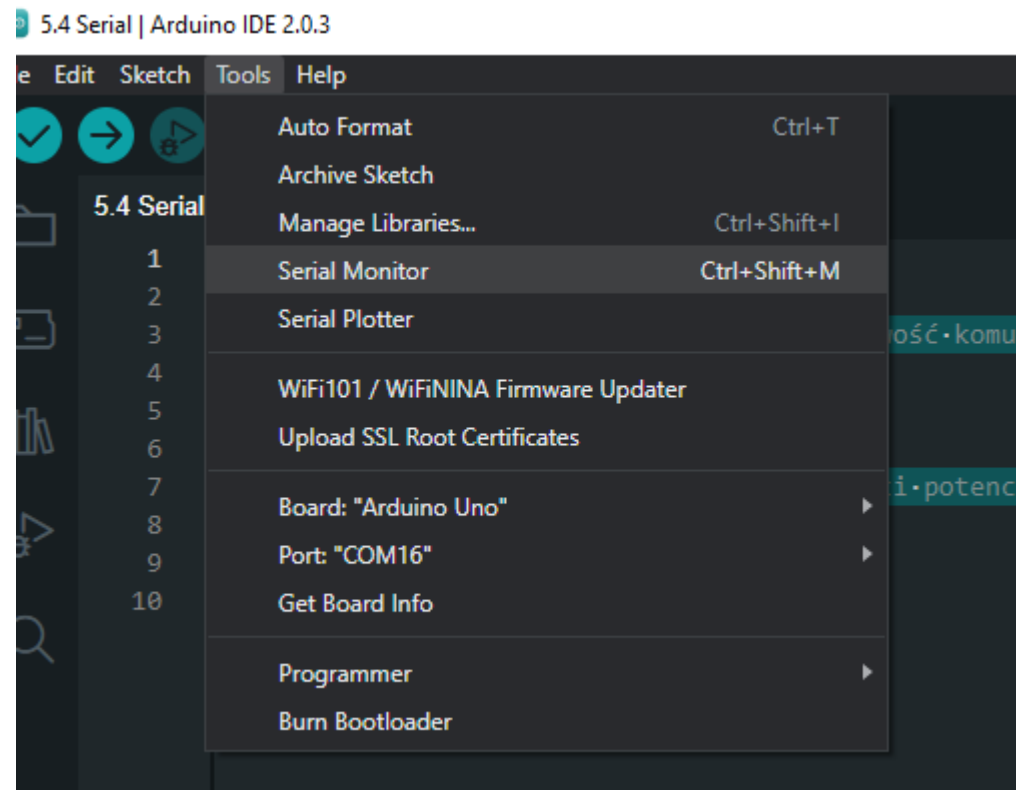 5.4 Serial | Arduino IDE 2.0.3
e Edit Sketch Tools Help
Auto Format Ctrl+T
Archive Sketch
5.4 Serial
Manage Libraries... Ctrl+Shift+I
1
Serial Monitor Ctrl+Shift+M
2
Serial Plotter
3
ość·komu
4
WiFi101 / WiFiNINA Firmware Updater
5
Upload SSL Root Certificates
6
7
i·potenc
Board: "Arduino Uno"
8
Port: "COM16"
9
Get Board Info
10
Programmer
Burn Bootloader